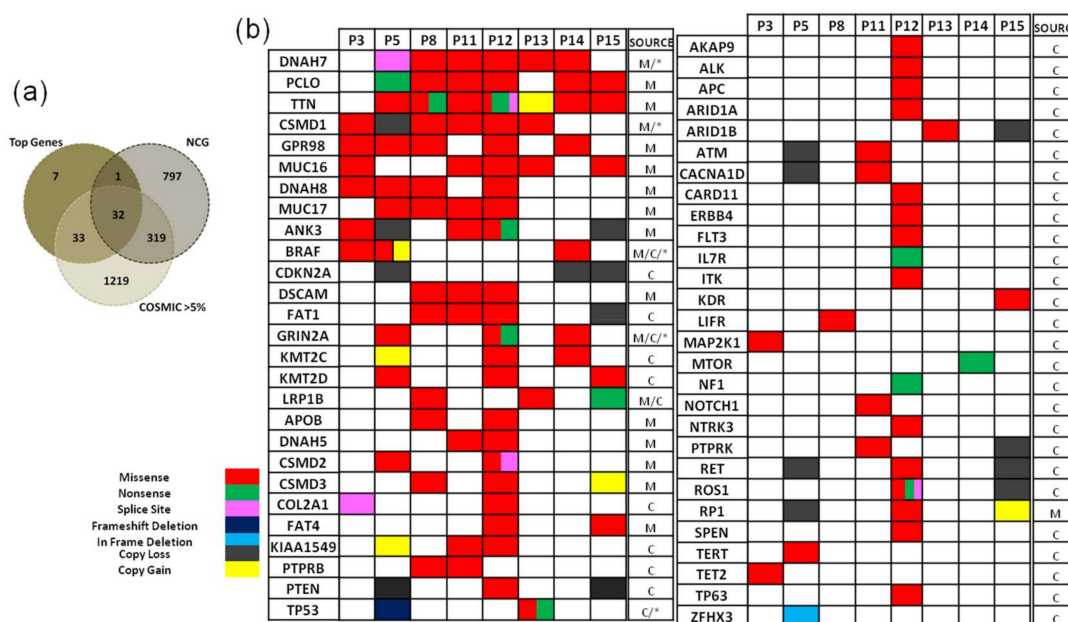 (a)
Top Genes
NCG
7
1
797
32
33
319
1219
COSMIC >5%
Missense
Nonsense
Splice Site
Frameshift Deletion
In Frame Deletion
Copy Loss
Copy Gain
(b)
P3 P5 P8 P11 P12 P13 P14 P15 SOURCE
DNAH7 M/*
PCLO M
TTN M
CSMD1 M/*
GPR98 M
MUC16 M
DNAH8 M
MUC17 M
ANK3 M
BRAF M/C/*
CDKN2A C
DSCAM M
FAT1 C
GRIN2A M/C/*
KMT2C C
KMT2D C
LRP1B M/C
APOB M
DNAH5 M
CSMD2 M
CSMD3 M
COL2A1 C
FAT4 M
KIAA1549 C
PTPRB C
PTEN C
TP53 C/*
P3 P5 P8 P11 P12 P13 P14 P15 SOURC
AKAP9 C
ALK C
APC C
ARID1A C
ARID1B C
ATM C
CACNA1D C
CARD11 C
ERBB4 C
FLT3 C
IL7R C
ITK C
KDR C
LIFR C
MAP2K1 C
MTOR C
NF1 C
NOTCH1 C
NTRK3 C
PTPRK C
RET C
ROS1 C
RP1 M
SPEN C
TERT C
TET2 C
TP63 C
ZFHX3 C